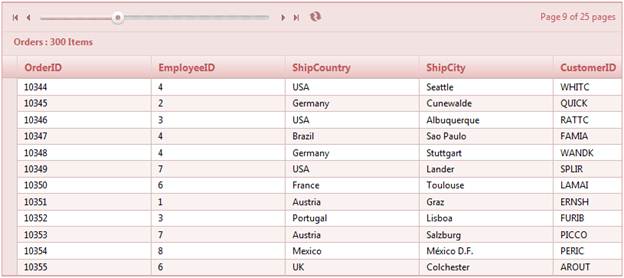 Page 9 of 25 pages
Orders : 300 Items
OrderID EmployeeID ShipCountry ShipCity CustomerID
10344 4 USA Seattle WHITC
10345 2 Germany Cunewalde QUICK
10346 3 USA Albuquerque RATTC
10347 4 Brazil Sao Paulo FAMIA
10348 4 Germany Stuttgart WANDK
10349 7 USA Lander SPLIR
10350 6 France Toulouse LAMAI
10351 1 Austria Graz ERNSH
10352 3 Portugal Lisboa FURIB
10353 7 Austria Salzburg PICCO
10354 8 Mexico México D.F. PERIC
10355 6 UK Colchester AROUT